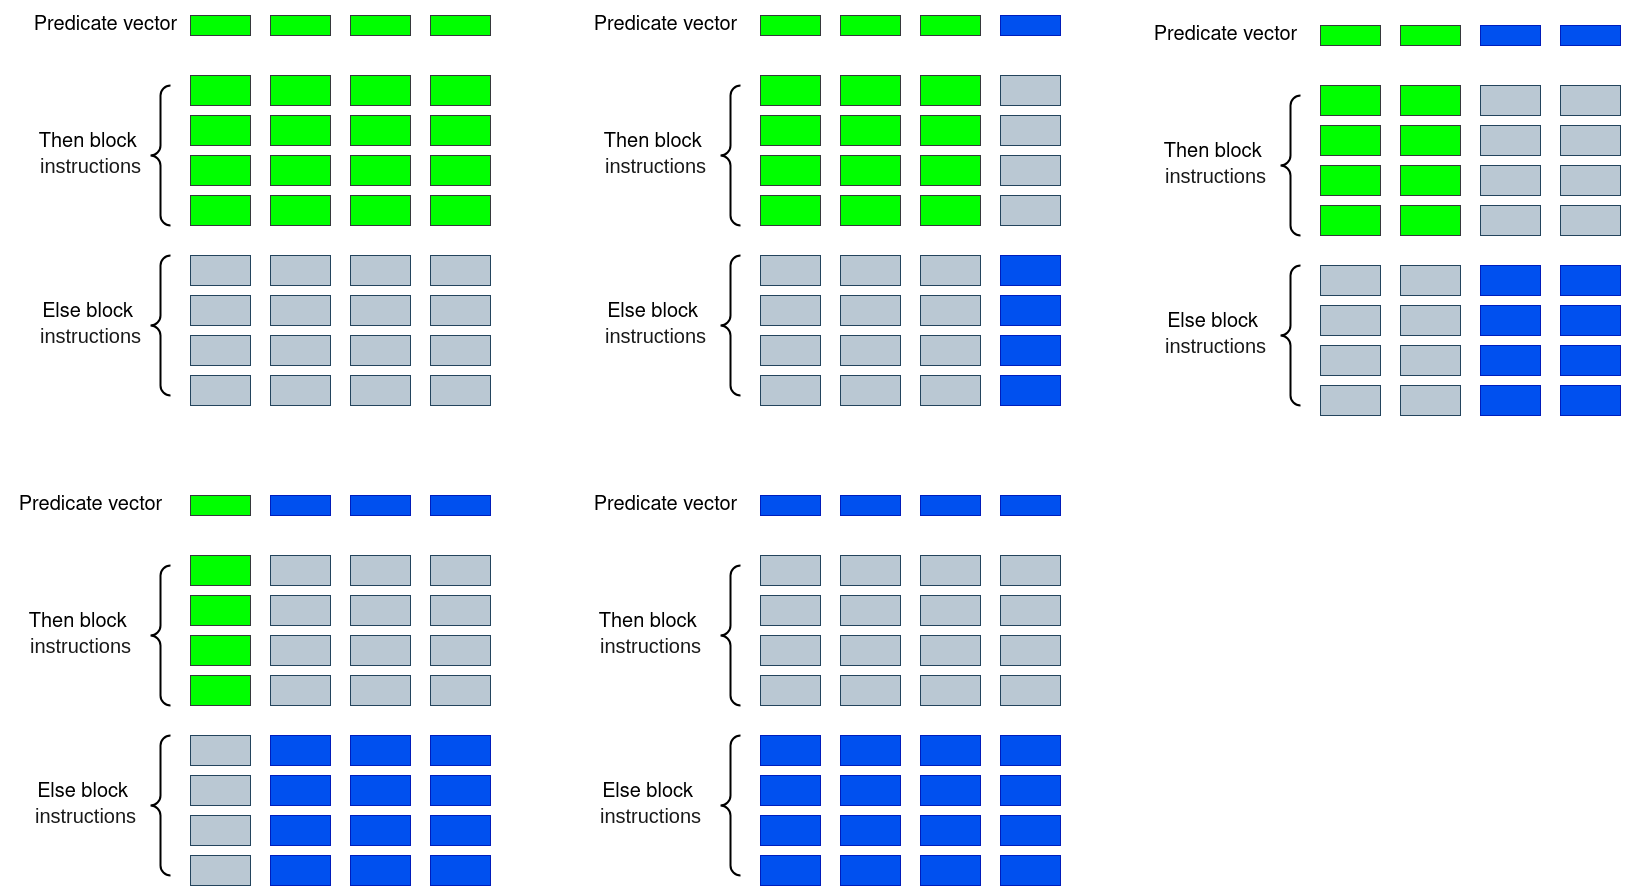 Predicate vector
Then block
instructions
Else block
instructions
Predicate vector
Then block
instructions
Else block
instructions
Predicate vector
Then block
instructions
Else block
instructions
Predicate vector
Then block
instructions
Else block
instructions
Predicate vector
Then block
instructions
Else block
instructions